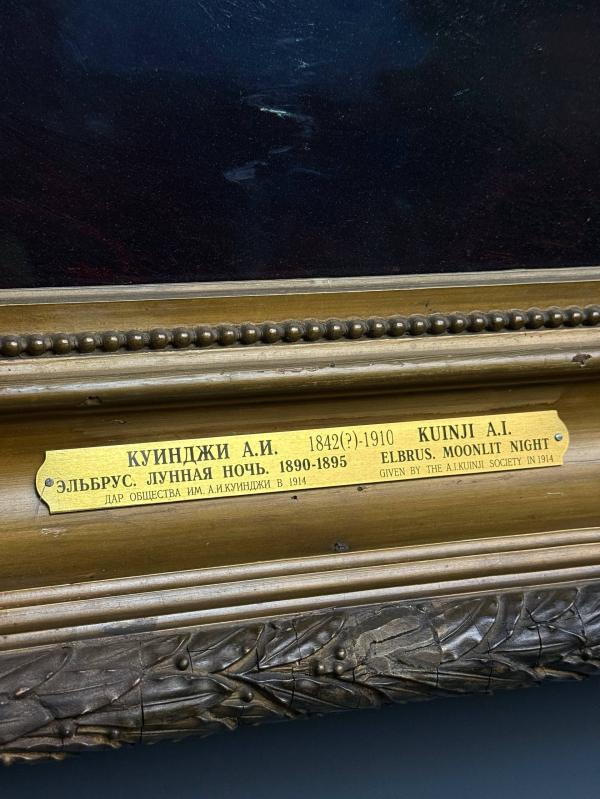 КУИНДЖИ А.И. 1842(?)-1910 KUINJI A.I.
ЭЛЬБРУС. ЛУННАЯ НОЧЬ. 1890-1895 ELBRUS. MOONLIT NIGHT
ДАР ОБЩЕСТВА ИМ. А.И.КУИНДЖИ В 1914 GIVEN BY THE A.I.KUINJI SOCIETY IN 1914